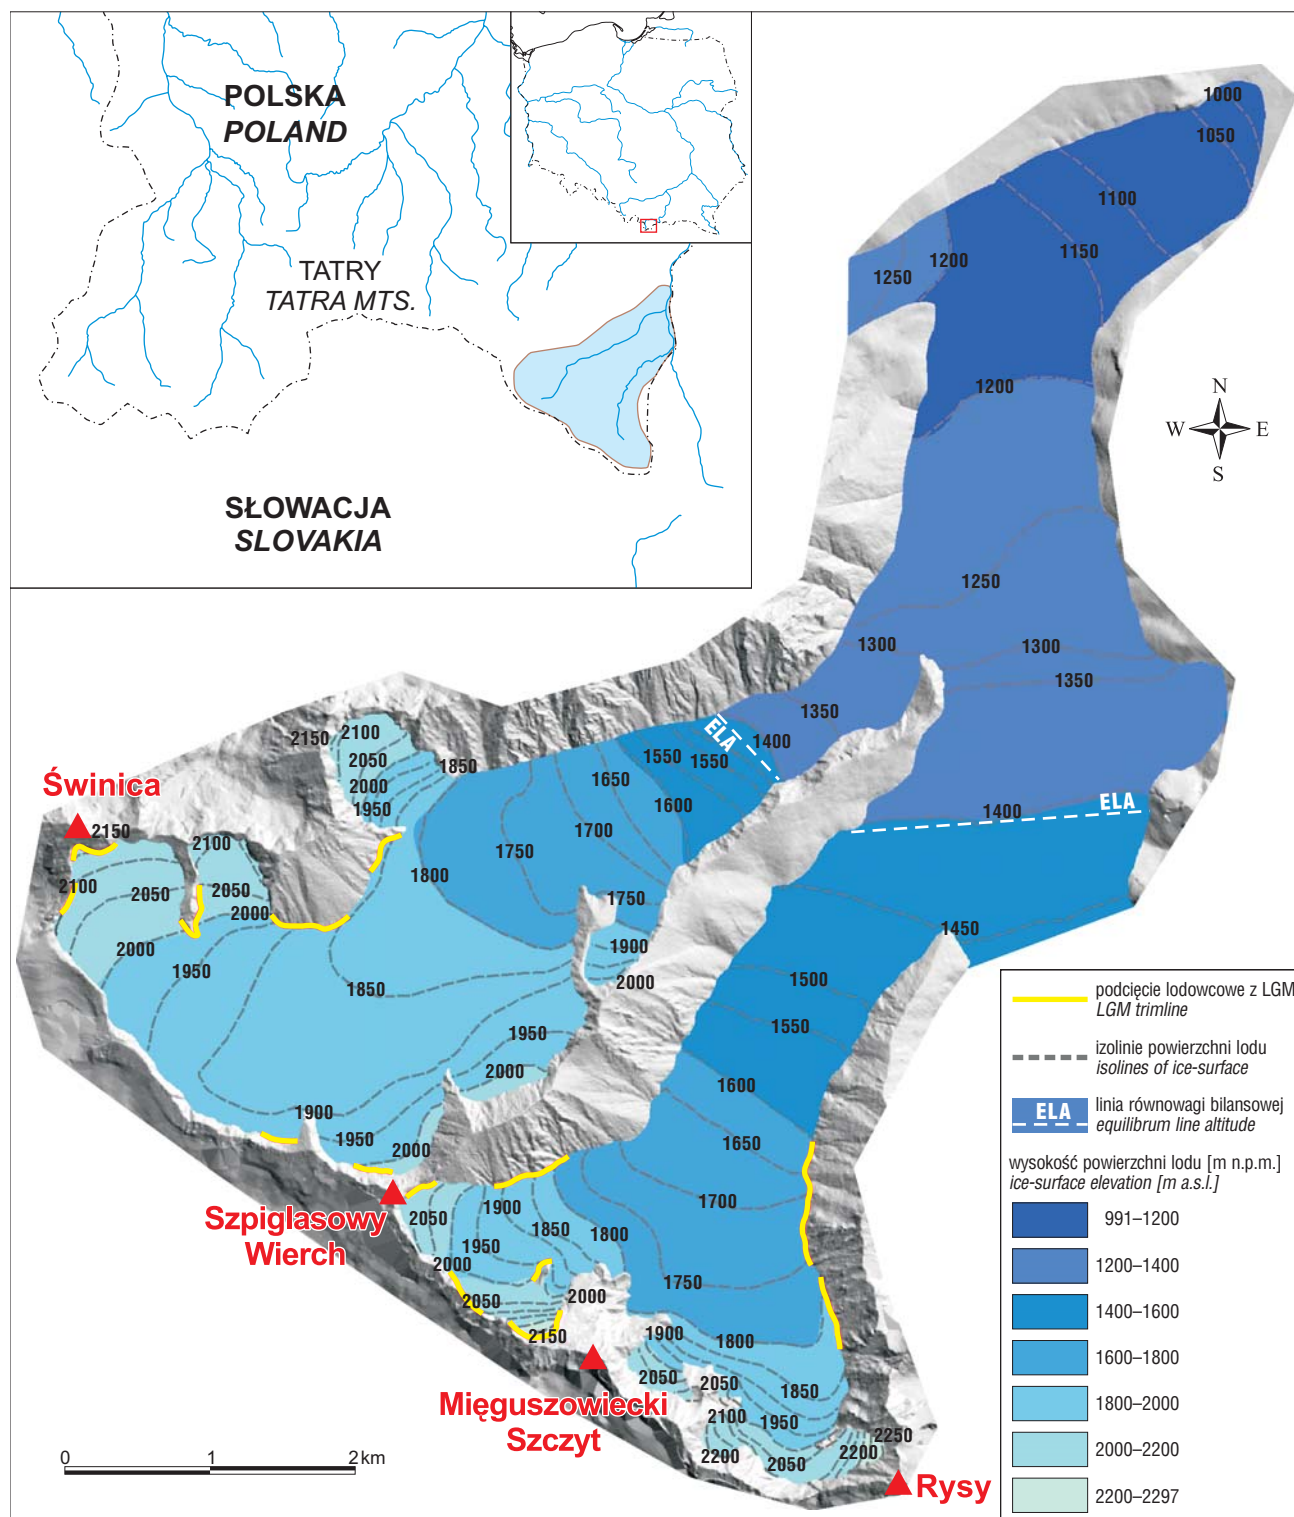 POLSKA
POLAND
TATRY
TATRA MTS.
SŁOWACJA
SLOVAKIA
1000
1050
1100
1150
1200
1250
1200
N
W E
S
1250
1300
1300
1350
1350
ELA
1400
1550
1550
1600
1650
1700
1750
1800
1850
2150
2100
2050
2000
1950
Świnica
2150
2100
2100
2050
2050
2000
2000
1950
1850
1750
1900
2000
1950
2000
1900
1950
2000
1400
ELA
1450
1500
1550
1600
1650
1700
1750
1800
Szpiglasowy
Wierch
2050
1900
1850
1950
2000
2050
2000
2150
1900
1800
2050
2050
1850
2100
1950
2200
2050
2200
2250
Mięguszowiecki
Szczyt
Rysy
0 1 2 km
podcięcie lodowcowe z LGM
LGM trimline
izolinie powierzchni lodu
isolines of ice-surface
ELA
linia równowagi bilansowej
equilibrum line altitude
wysokość powierzchni lodu [m n.p.m.]
ice-surface elevation [m a.s.l.]
991–1200
1200–1400
1400–1600
1600–1800
1800–2000
2000–2200
2200–2297